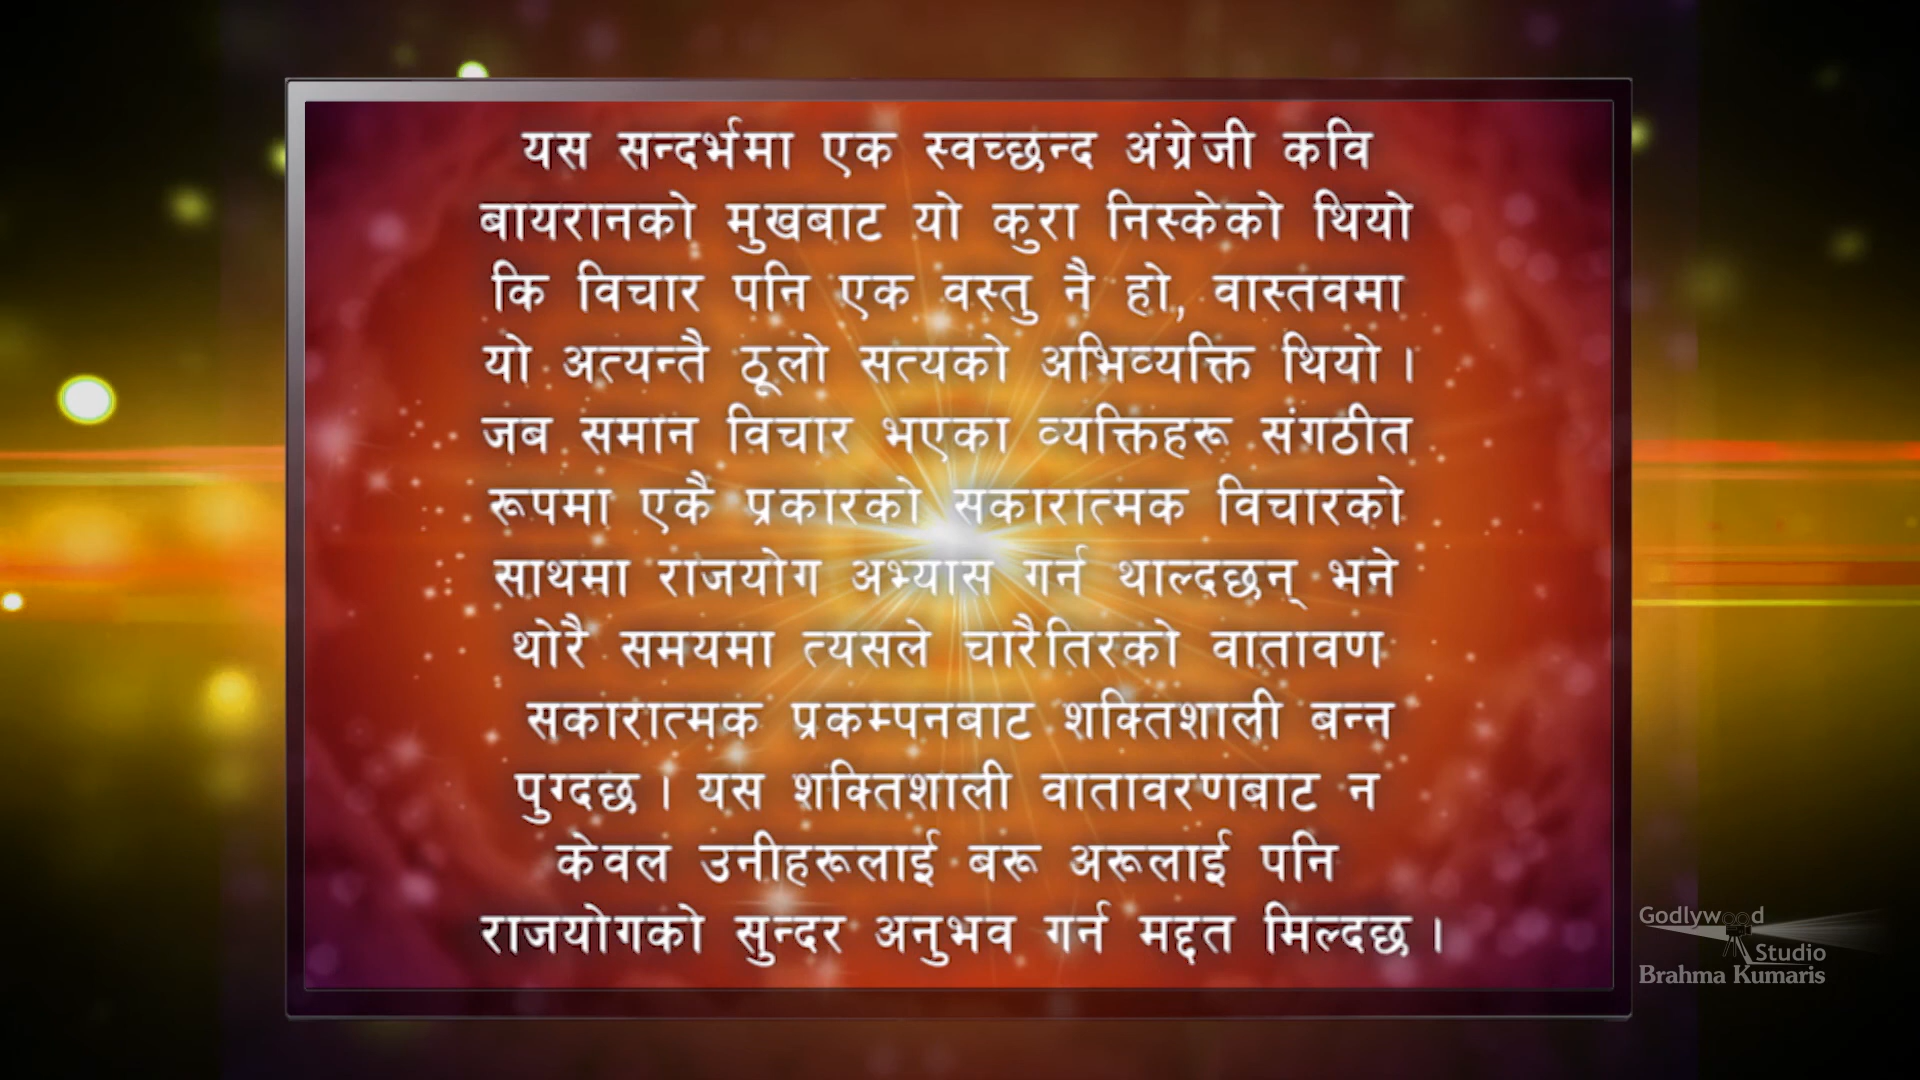 यस सन्दर्भमा एक स्वच्छन्द अंग्रेजी कवि
बायरानको मुखबाट यो कुरा निस्केको थियो
कि विचार पनि एक वस्तु नै हो, वास्तवमा
यो अत्यन्तै ठूलो सत्यको अभिव्यक्ति थियो ।
जब समान विचार भएका व्यक्तिहरू संगठीत
रूपमा एकै प्रकारको सकारात्मक विचारको
साथमा राजयोग अभ्यास गर्न थाल्दछन् भने
थोरै समयमा त्यसले चारैतिरको वातावण
सकारात्मक प्रकम्पनबाट शक्तिशाली बन्न
पुग्दछ । यस शक्तिशाली वातावरणबाट न
केवल उनीहरूलाई बरू अरूलाई पनि
राजयोगको सुन्दर अनुभव गर्न मद्दत मिल्दछ ।
Godlywood
Studio
Brahma Kumaris